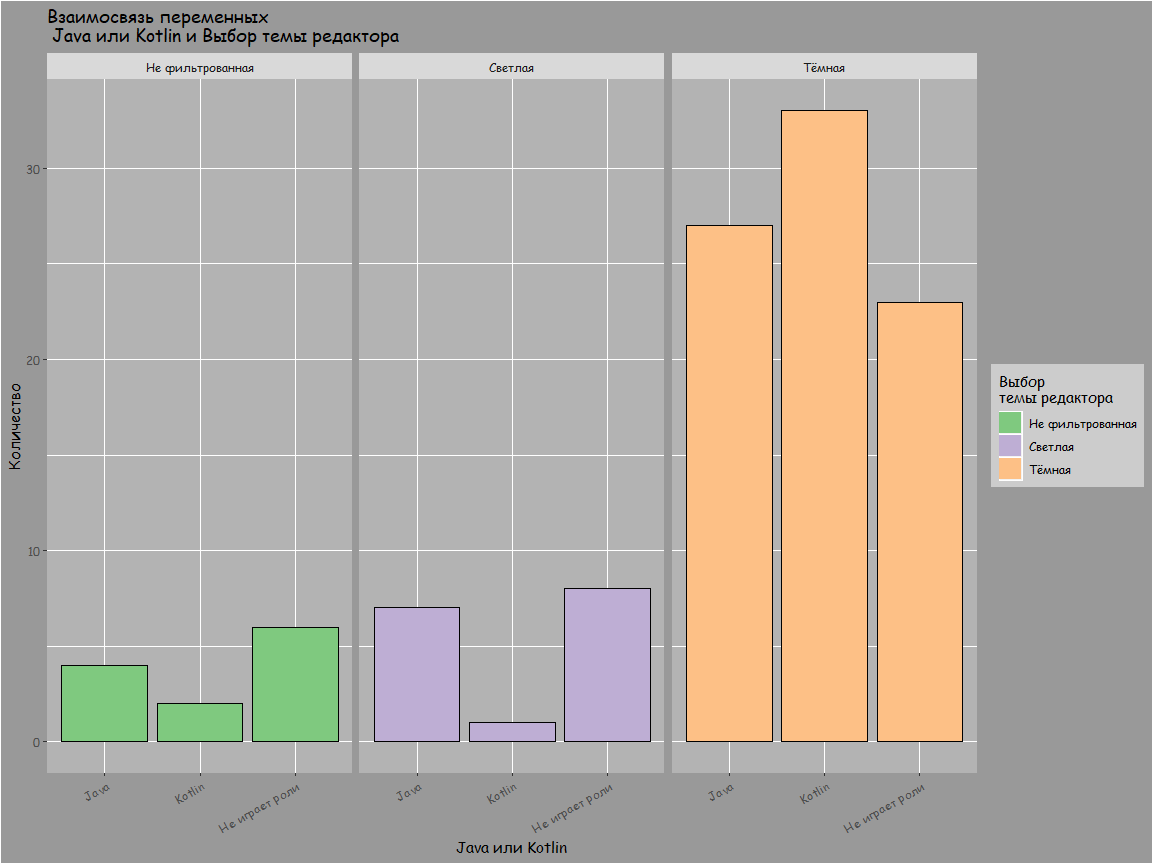 Взаимосвязь переменных
Java или Kotlin и Выбор темы редактора
Не фильтрованная
Светлая
Тёмная
30
20
10
0
Количество
Java
Kotlin
Не играет роли
Java
Kotlin
Не играет роли
Java
Kotlin
Не играет роли
Java или Kotlin
Выбор
темы редактора
Не фильтрованная
Светлая
Тёмная